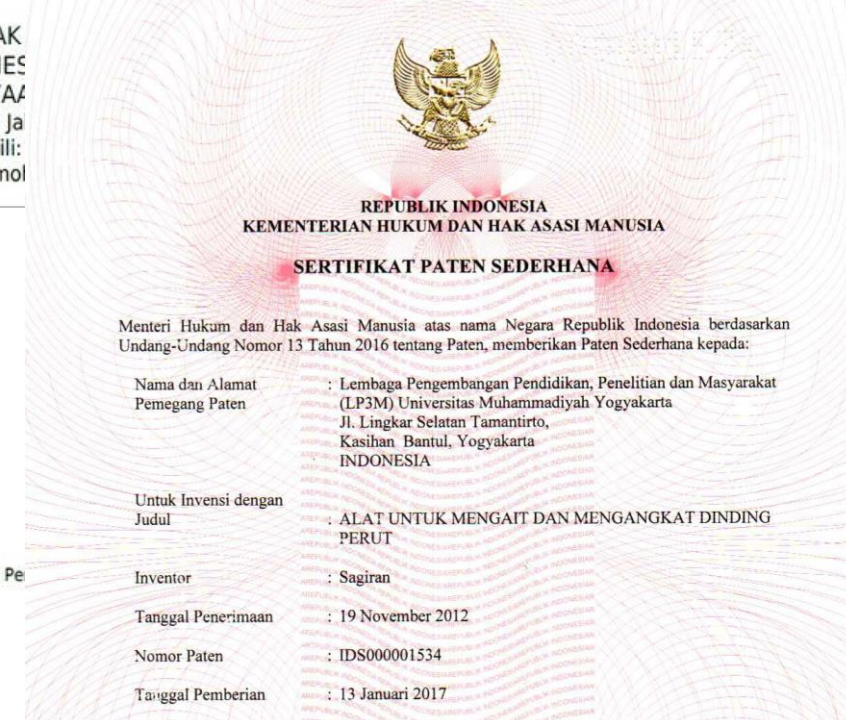 AK
Ja
ili:
REPUBLIK INDONESIA
KEMENTERIAN HUKUM DAN HAK ASASI MANUSIA
SERTIFIKAT PATEN SEDERHANA
Menteri Hukum dan Hak Asasi Manusia atas nama Negara Republik Indonesia berdasarkan
Undang-Undang Nomor 13 Tahun 2016 tentang Paten, memberikan Paten Sederhana kepada:
Nama dan Alamat : Lembaga Pengembangan Pendidikan, Penelitian dan Masyarakat
Pemegang Paten (LP3M) Universitas Muhammadiyah Yogyakarta
Jl. Lingkar Selatan Tamantirto,
Kasihan Bantul, Yogyakarta
INDONESIA
Untuk Invensi dengan
Judul : ALAT UNTUK MENGAIT DAN MENGANGKAT DINDING
PERUT
Pe
Inventor : Sagiran
Tanggal Penerimaan : 19 November 2012
Nomor Paten : IDS000001534
Tanggal Pemberian : 13 Januari 2017